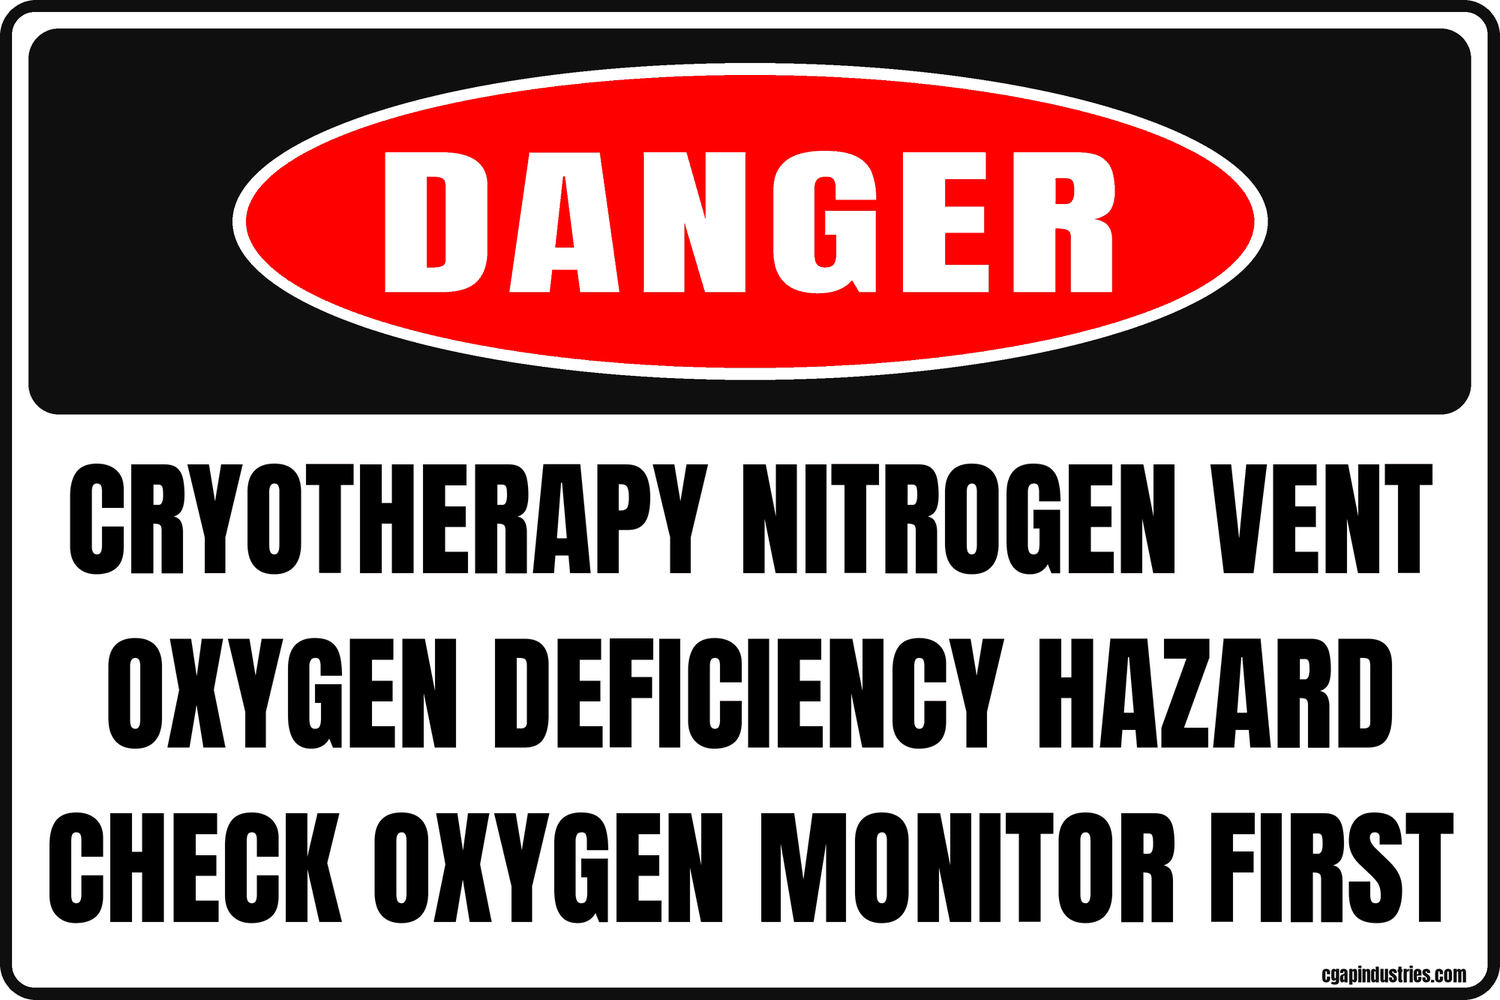 DANGER
CRYOTHERAPY NITROGEN VENT
OXYGEN DEFICIENCY HAZARD
CHECK OXYGEN MONITOR FIRST
cgapindustries.com